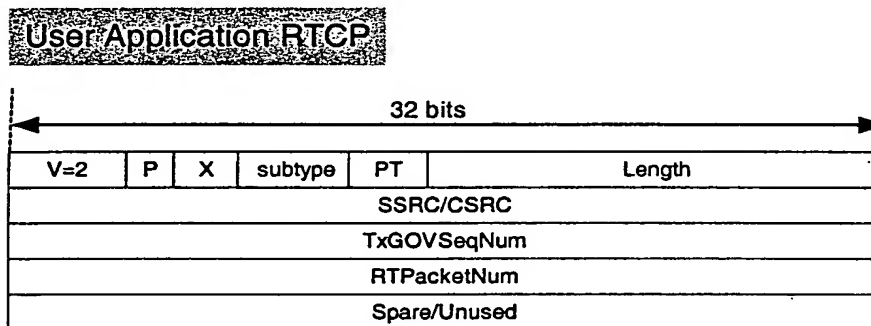 User Application RTCP
32 bits
V=2 P X subtype PT Length
SSRC/CSRC
TxGOVSeqNum
RTPacketNum
Spare/Unused